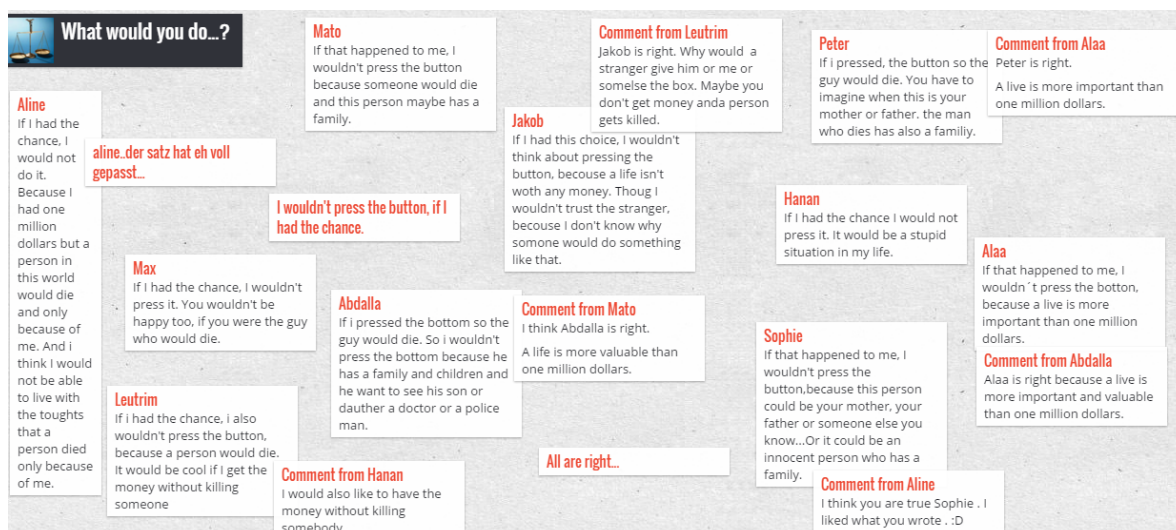 What would you do...?
Aline
If I had the
chance, I
would not
do it.
Because I
had one
million
dollars but a
person in
this world
would die
and only
because of
me. And i
think I would
not be able
to live with
the toughts
that a
person died
only because
of me.
aline..der satz hat eh voll
gepasst...
Mato
If that happened to me, I
wouldn't press the button
because someone would die
and this person maybe has a
family.
I wouldn't press the button, if I
had the chance.
Max
If I had the chance, I wouldn't
press it. You wouldn't be
happy too, if you were the guy
who would die.
Leutrim
If i had the chance, i also
wouldn't press the button,
because a person would die.
It would be cool if I get the
money without killing
someone
Comment from Hanan
I would also like to have the
money without killing
somebody
Abdalla
If i pressed the bottom so the
guy would die. So i wouldn't
press the bottom because he
has a family and children and
he want to see his son or
dauther a doctor or a police
man.
Comment from Mato
I think Abdalla is right.
A life is more valuable than
one million dollars.
Comment from Leutrim
Jakob is right. Why would a
stranger give him or me or
somelse the box. Maybe you
don't get money anda person
gets killed.
Jakob
If I had this choice, I wouldn't
think about pressing the
button, becouse a life isn't
woth any money. Thoug I
wouldn't trust the stranger,
becouse I don't know why
somone would do something
like that.
All are right...
Peter
If i pressed, the button so the
guy would die. You have to
imagine when this is your
mother or father. the man
who dies has also a familiy.
Comment from Alaa
Peter is right.
A live is more important than
one million dollars.
Hanan
If I had the chance I would not
press it. It would be a stupid
situation in my life.
Alaa
If that happened to me, I
wouln´t press the botton,
because a live is more
important than one million
dollars.
Comment from Abdalla
Alaa is right because a live is
more important and valuable
than one million dollars.
Sophie
If that happened to me, I
wouldn't press the
button,because this person
could be your mother, your
father or someone else you
know...Or it could be an
innocent person who has a
family.
Comment from Aline
I think you are true Sophie . I
liked what you wrote . :D